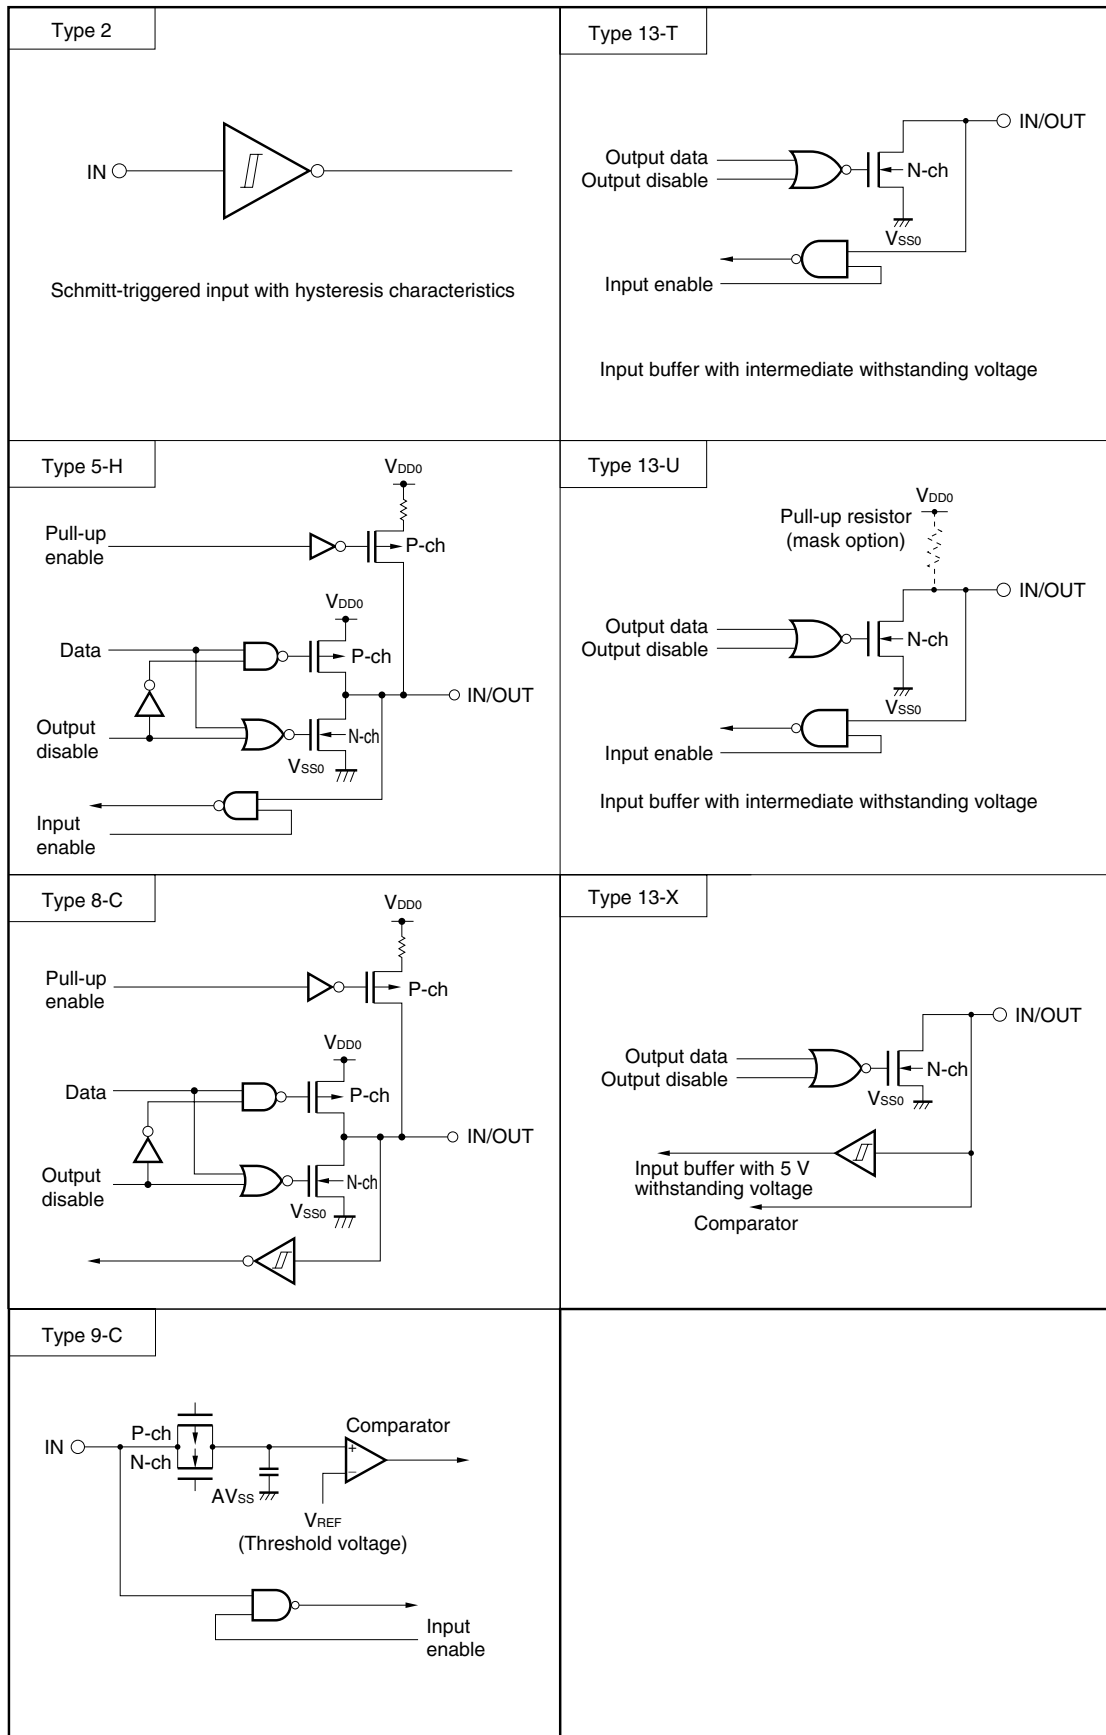 Type 2
IN
Schmitt-triggered input with hysteresis characteristics
Type 13-T
IN/OUT
Output data
Output disable
N-ch
VSS0
Input enable
Input buffer with intermediate withstanding voltage
Type 5-H
VDD0
Pull-up
enable
P-ch
VDD0
Data
P-ch
IN/OUT
Output
disable
N-ch
VSS0
Input
enable
Type 13-U
VDD0
Pull-up resistor
(mask option)
IN/OUT
Output data
Output disable
N-ch
VSS0
Input enable
Input buffer with intermediate withstanding voltage
Type 8-C
VDD0
Pull-up
enable
P-ch
VDD0
Data
P-ch
IN/OUT
Output
disable
N-ch
VSS0
Type 13-X
IN/OUT
Output data
Output disable
N-ch
VSS0
Input buffer with 5 V
withstanding voltage
Comparator
Type 9-C
Comparator
P-ch
IN
N-ch
+
−
AVSS
VREF
(Threshold voltage)
Input
enable